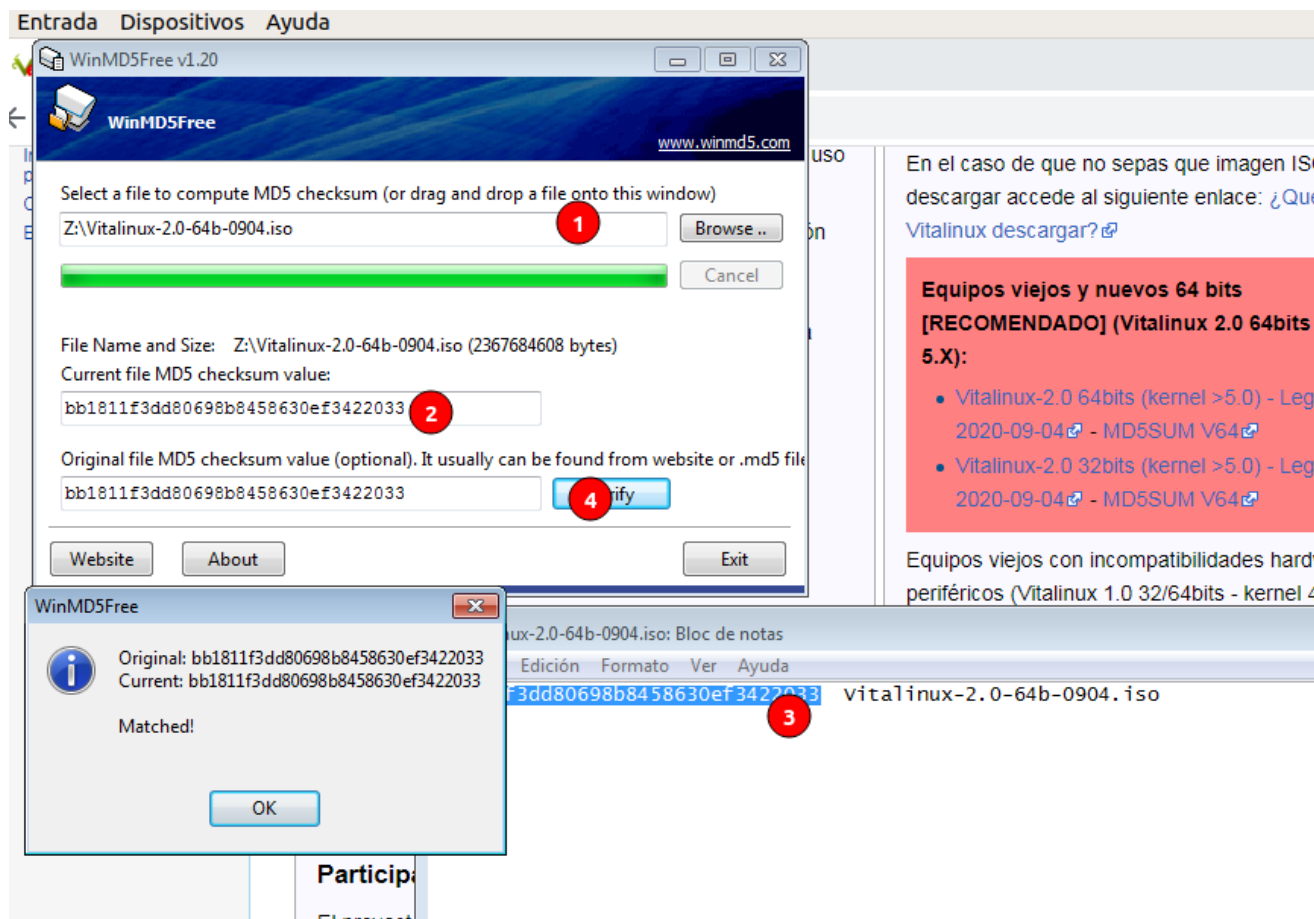 Entrada Dispositivos Ayuda
WinMD5Free v1.20
WinMD5Free
www.winmd5.com
Select a file to compute MD5 checksum (or drag and drop a file onto this window)
Z:\Vitalinux-2.0-64b-0904.iso
1
Browse ..
Cancel
File Name and Size: Z:\Vitalinux-2.0-64b-0904.iso (2367684608 bytes)
Current file MD5 checksum value:
bb1811f3dd80698b8458630ef3422033
2
Original file MD5 checksum value (optional). It usually can be found from website or .md5 file
bb1811f3dd80698b8458630ef3422033
4
Website
About
Exit
uso
En el caso de que no sepas que imagen IS
descargar accede al siguiente enlace: ¿Que
Vitalinux descargar?
Equipos viejos y nuevos 64 bits
[RECOMENDADO] (Vitalinux 2.0 64bits
5.X):
Vitalinux-2.0 64bits (kernel >5.0) - Leg
2020-09-04 - MD5SUM V64
Vitalinux-2.0 32bits (kernel >5.0) - Leg
2020-09-04 - MD5SUM V64
Equipos viejos con incompatibilidades hard
periféricos (Vitalinux 1.0 32/64bits - kernel 4
WinMD5Free
Original: bb1811f3dd80698b8458630ef3422033
Current: bb1811f3dd80698b8458630ef3422033
Matched!
OK
ux-2.0-64b-0904.iso: Bloc de notas
Edición Formato Ver Ayuda
f3dd80698b8458630ef3422033 Vitalinux-2.0-64b-0904.iso
3
Participa